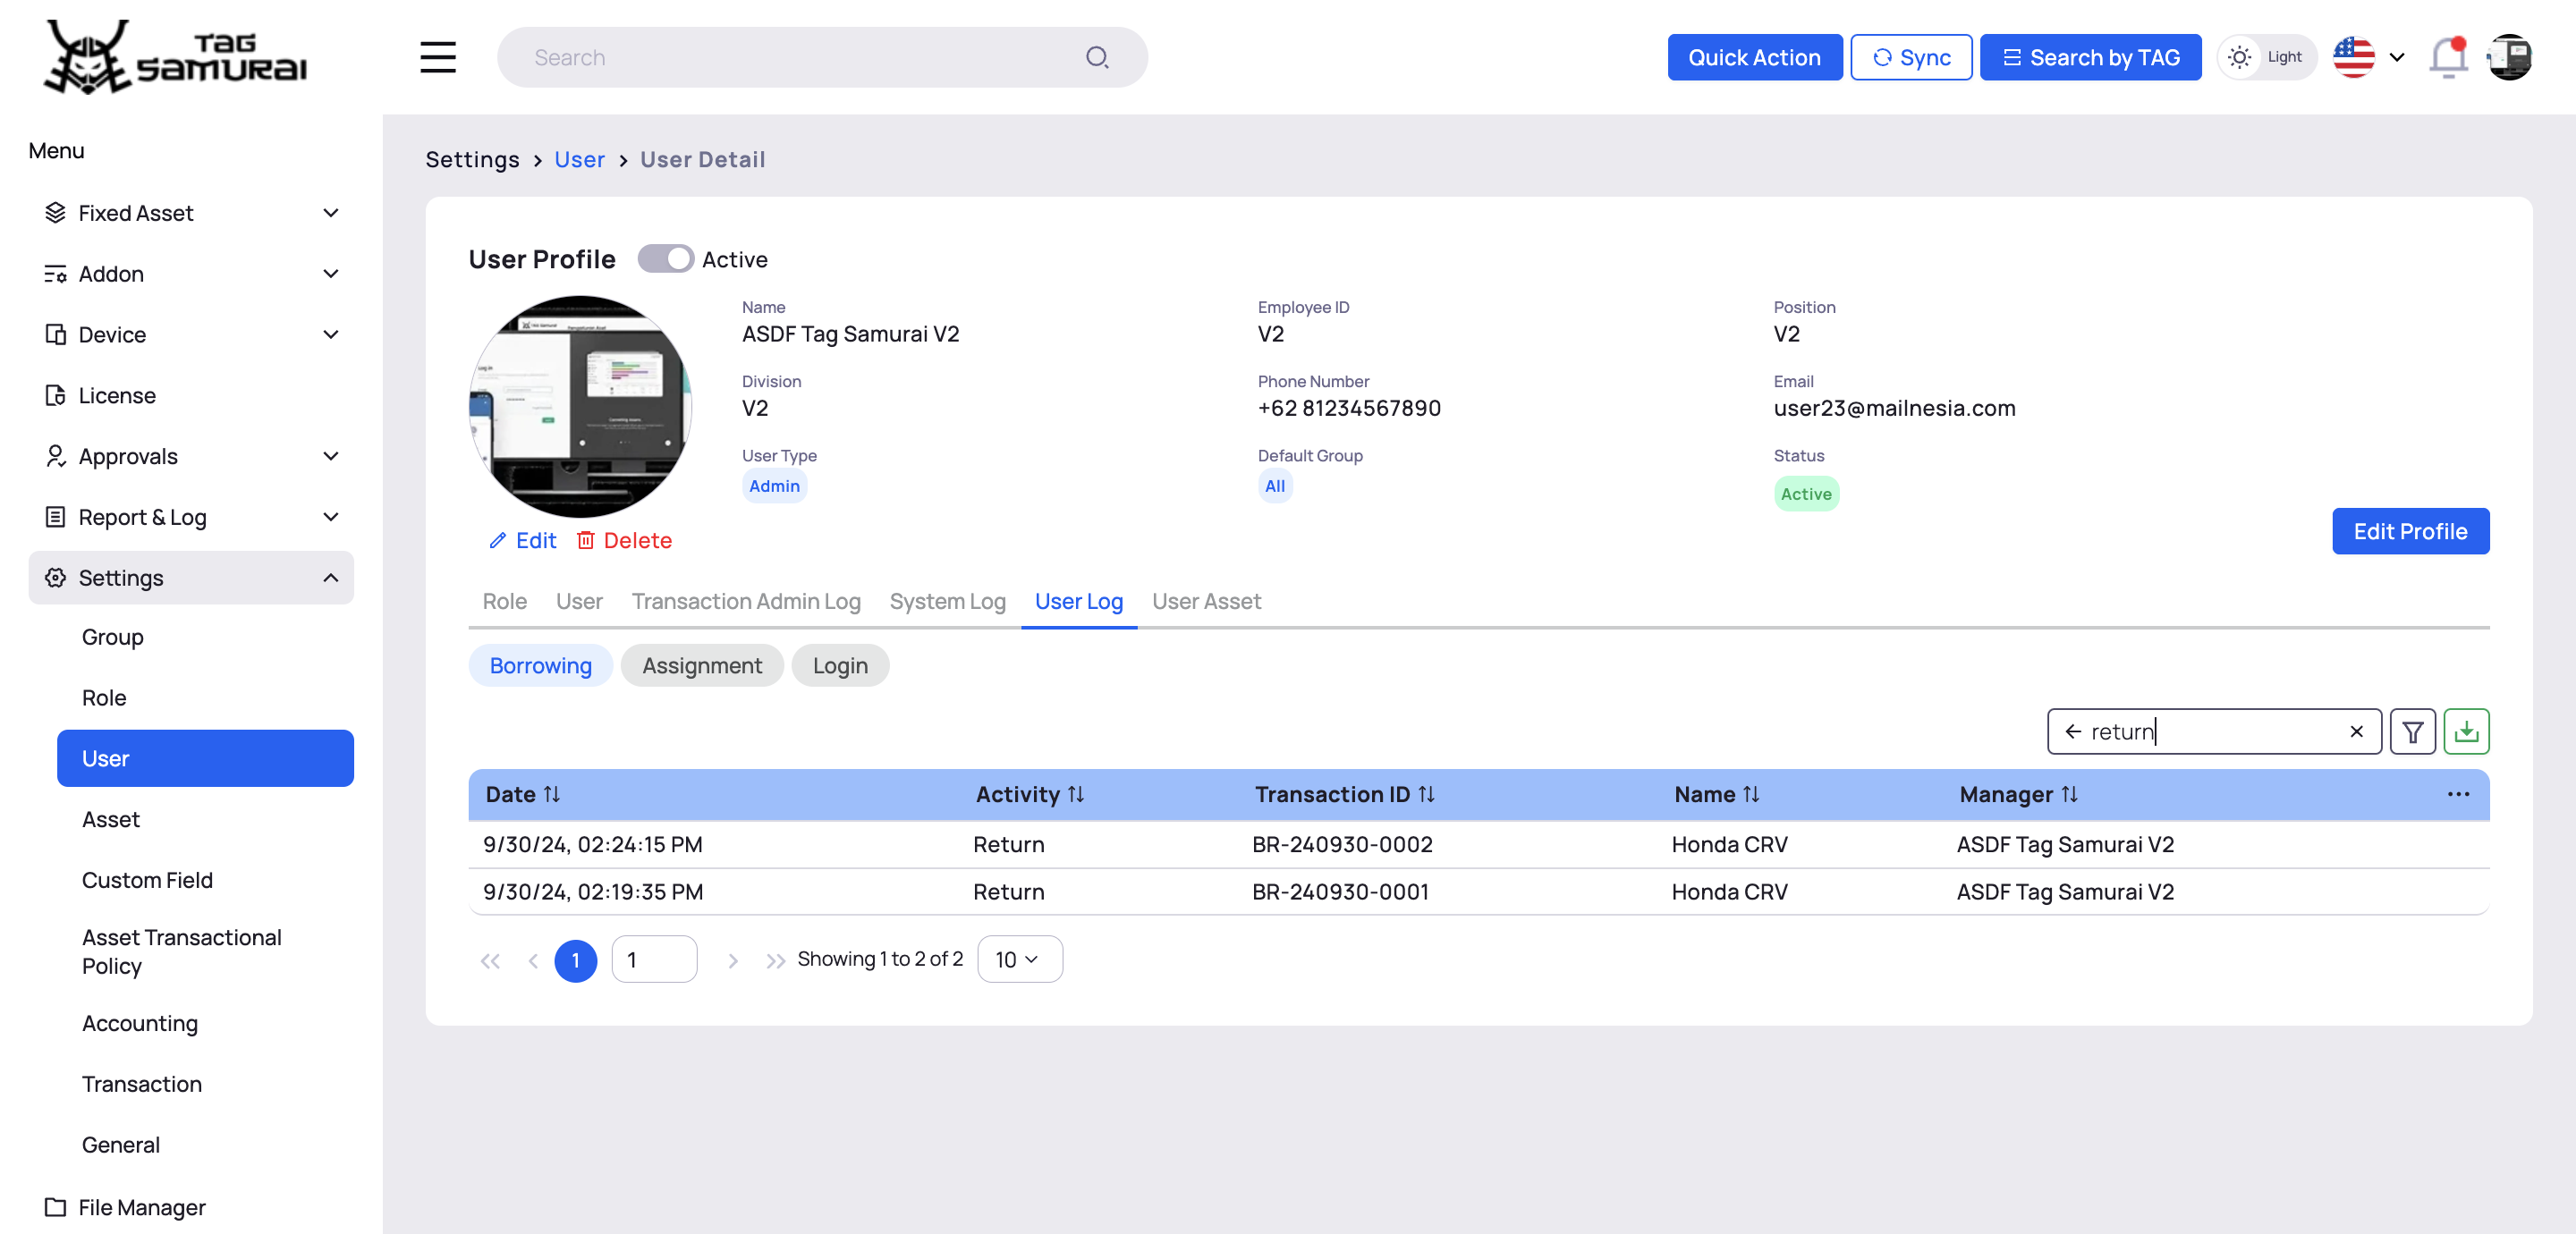 TAG SAMURAI
Search
Quick Action
Sync
Search by TAG
Light
Menu
Fixed Asset
Addon
Device
License
Approvals
Report & Log
Settings
Group
Role
User
Asset
Custom Field
Asset Transactional
Policy
Accounting
Transaction
General
File Manager
Settings > User > User Detail
User Profile Active
Name
ASDF Tag Samurai V2
Employee ID
V2
Position
V2
Division
V2
Phone Number
+62 81234567890
Email
user23@mailnesia.com
User Type
Admin
Default Group
All
Status
Active
Edit Delete
Edit Profile
Role User Transaction Admin Log System Log User Log User Asset
Borrowing Assignment Login
return
Date Activity Transaction ID Name Manager
9/30/24, 02:24:15 PM Return BR-240930-0002 Honda CRV ASDF Tag Samurai V2
9/30/24, 02:19:35 PM Return BR-240930-0001 Honda CRV ASDF Tag Samurai V2
1 1 Showing 1 to 2 of 2 10